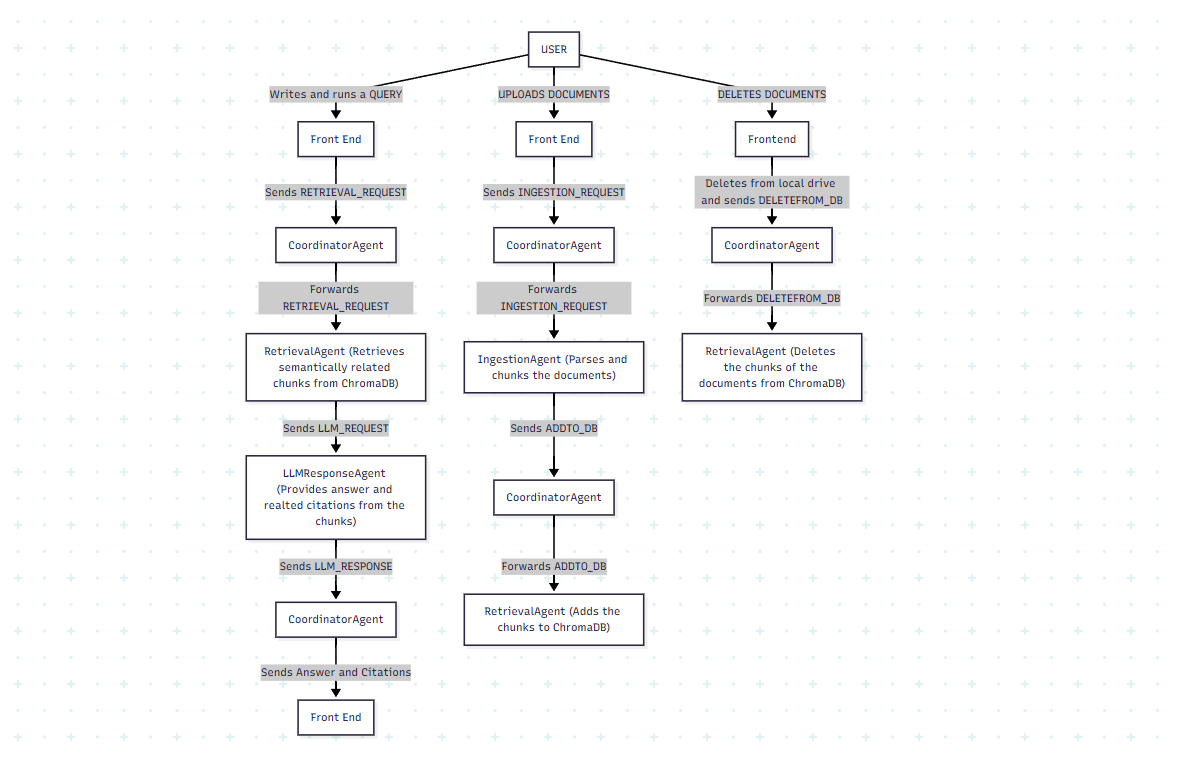 USER
Writes and runs a QUERY
UPLOADS DOCUMENTS
DELETES DOCUMENTS
Front End
Front End
Frontend
Sends RETRIEVAL_REQUEST
Sends INGESTION_REQUEST
Deletes from local drive
and sends DELETEFROM_DB
CoordinatorAgent
CoordinatorAgent
CoordinatorAgent
Forwards
RETRIEVAL_REQUEST
Forwards
INGESTION_REQUEST
Forwards DELETEFROM_DB
RetrievalAgent (Retrieves
semantically related
chunks from ChromaDB)
IngestionAgent (Parses and
chunks the documents)
RetrievalAgent (Deletes
the chunks of the
documents from ChromaDB)
Sends LLM_REQUEST
Sends ADDTO_DB
LLMResponseAgent
(Provides answer and
realted citations from the
chunks)
CoordinatorAgent
Sends LLM_RESPONSE
Forwards ADDTO_DB
CoordinatorAgent
RetrievalAgent (Adds the
chunks to ChromaDB)
Sends Answer and Citations
Front End